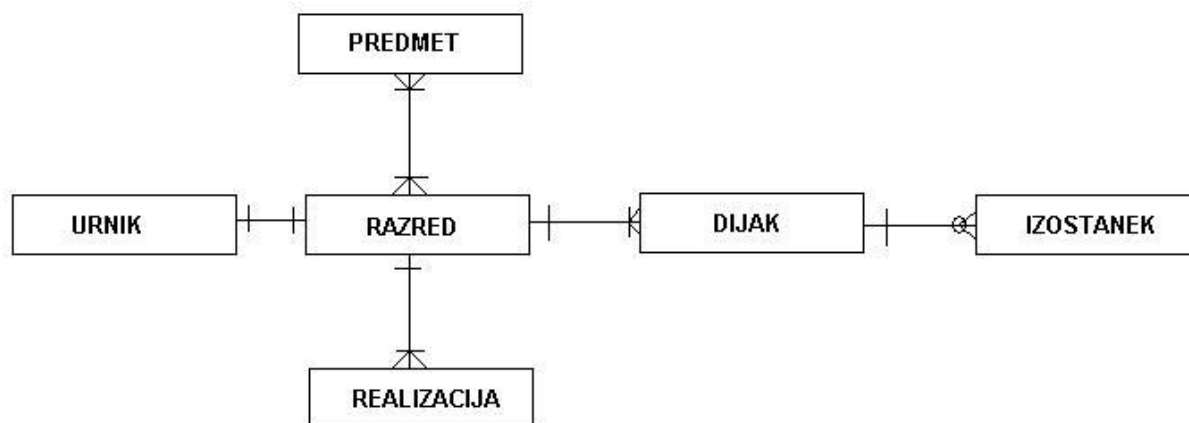 PREDMET
URNIK
RAZRED
DIJAK
IZOSTANEK
REALIZACIJA